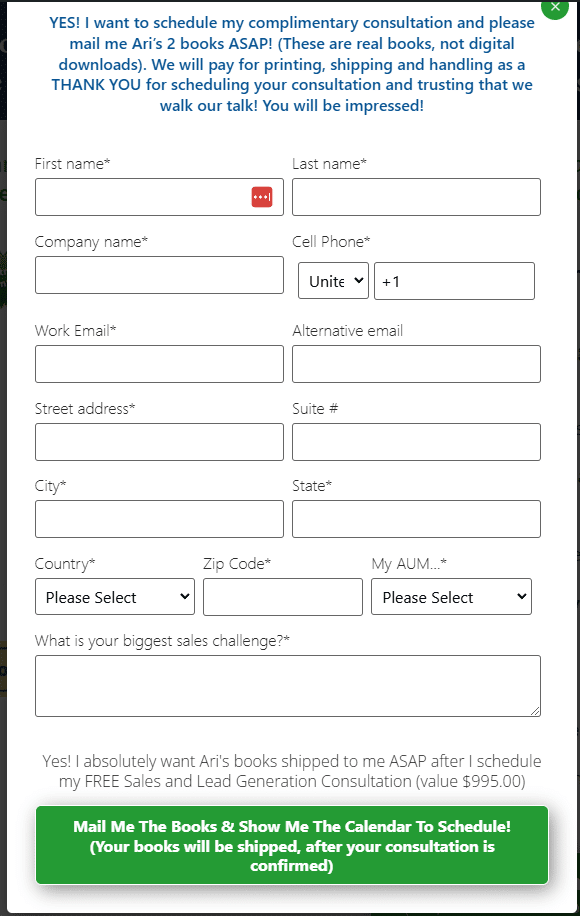 YES! I want to schedule my complimentary consultation and please
mail me Ari’s 2 books ASAP! (These are real books, not digital
downloads). We will pay for printing, shipping and handling as a
THANK YOU for scheduling your consultation and trusting that we
walk our talk! You will be impressed!
First name* Last name*
Company name* Cell Phone*
Unite +1
Work Email* Alternative email
Street address* Suite #
City* State*
Country* Zip Code* My AUM...*
Please Select Please Select
What is your biggest sales challenge?*
Yes! I absolutely want Ari's books shipped to me ASAP after I schedule
my FREE Sales and Lead Generation Consultation (value $995.00)
Mail Me The Books & Show Me The Calendar To Schedule!
(Your books will be shipped, after your consultation is
confirmed)